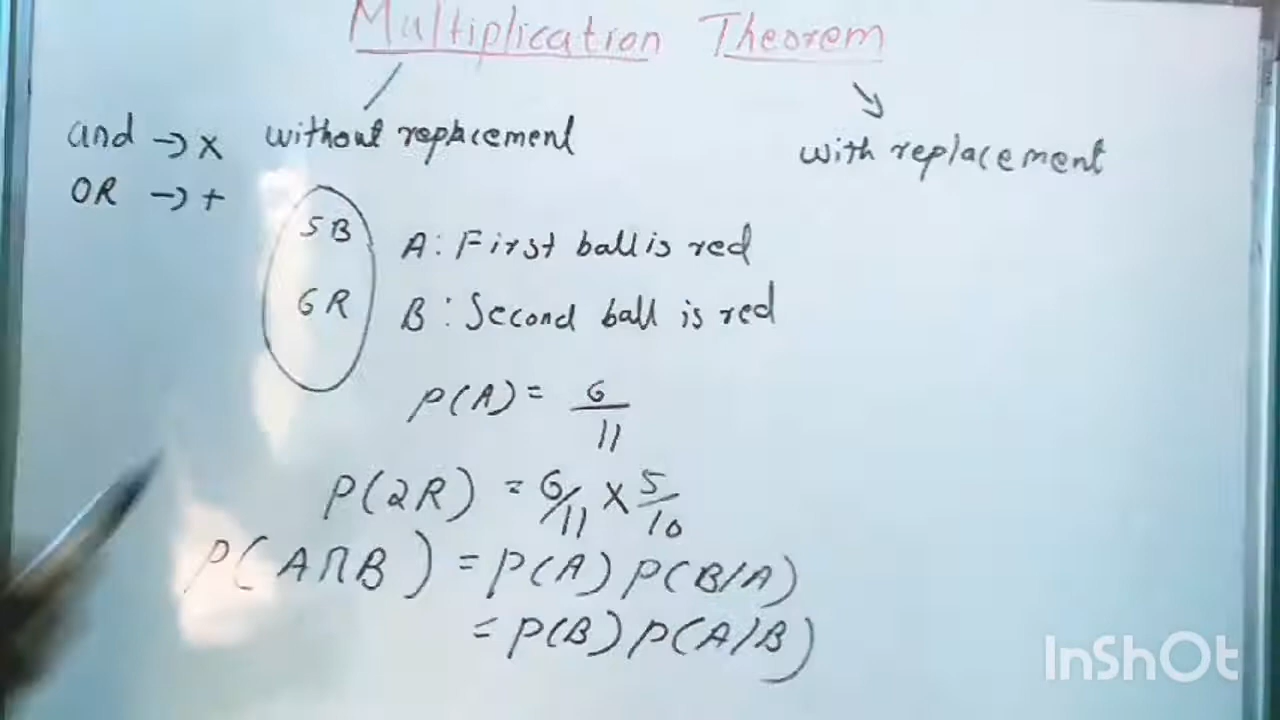 Multiplication Theorem
and → x without replacement
with replacement
OR → +
5B
A: First ball is red
6R
B: Second ball is red
P(A) = 6/11
P(2R) = 6/11 x 5/10
P(A∩B) = P(A) P(B/A)
= P(B) P(A/B)
InShOt